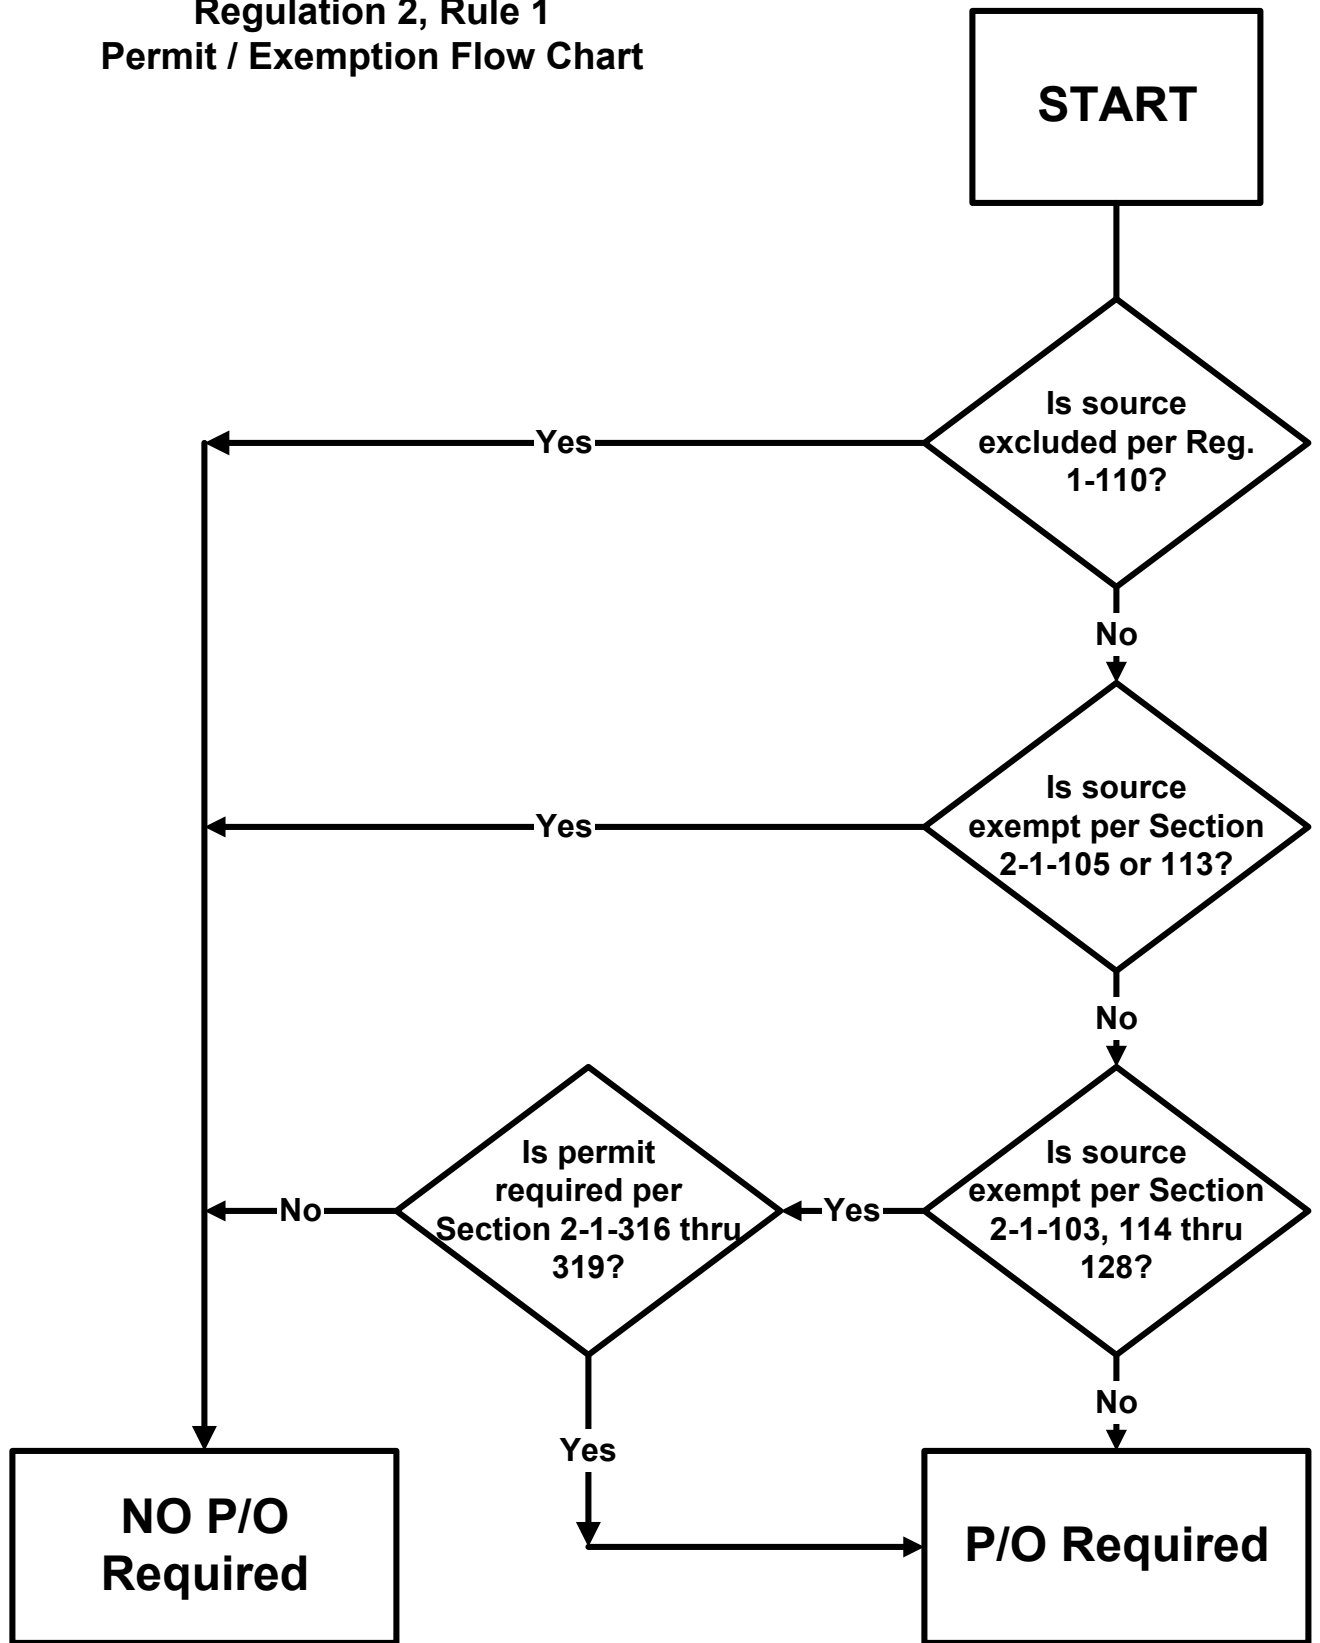 Regulation 2, Rule 1
Permit / Exemption Flow Chart
START
Is source
excluded per Reg.
1-110?
Yes
No
Is source
exempt per Section
2-1-105 or 113?
Yes
No
Is source
exempt per Section
2-1-103, 114 thru
128?
Yes
Is permit
required per
Section 2-1-316 thru
319?
No
No
Yes
NO P/O
Required
P/O Required